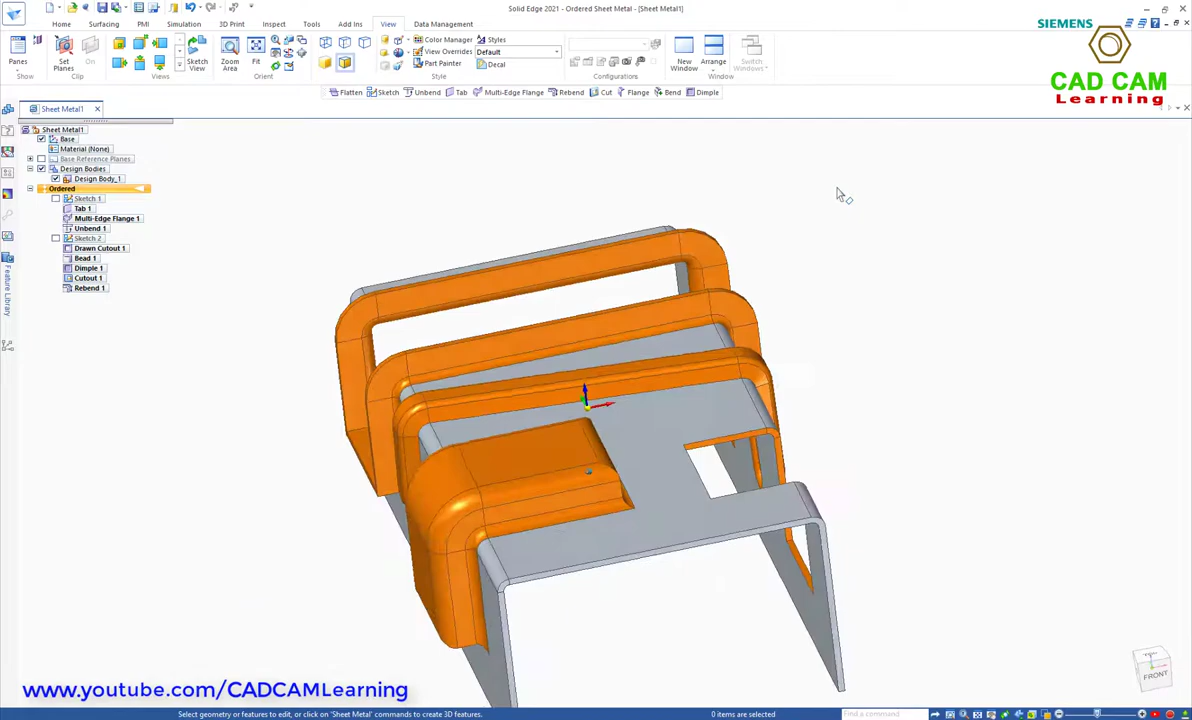 Solid Edge 2021 - Ordered Sheet Metal - [Sheet Metal1]
Home Surfacing PMI Simulation 3D Print Inspect Tools Add Ins View Data Management
SIEMENS
CAD CAM
Learning
Panes
Set Planes
On
Sketch View
Zoom Area
Fit
Color Manager
Styles
View Overrides
Default
Part Painter
Decal
New Window
Arrange
Switch Windows
Show Clip Views Orient Style Configurations Window
Flatten Sketch Unbend Tab Multi-Edge Flange Rebend Cut Flange Bend Dimple
Sheet Metal1
Sheet Metal1
Base
Material (None)
Base Reference Planes
Design Bodies
Design Body_1
Ordered
Sketch 1
Tab 1
Multi-Edge Flange 1
Unbend 1
Sketch 2
Drawn Cutout 1
Bead 1
Dimple 1
Cutout 1
Rebend 1
Feature Library
FRONT
www.youtube.com/CADCAMLearning
Select geometry or features to edit, or click on 'Sheet Metal' commands to create 3D features.
0 items are selected
Find a command